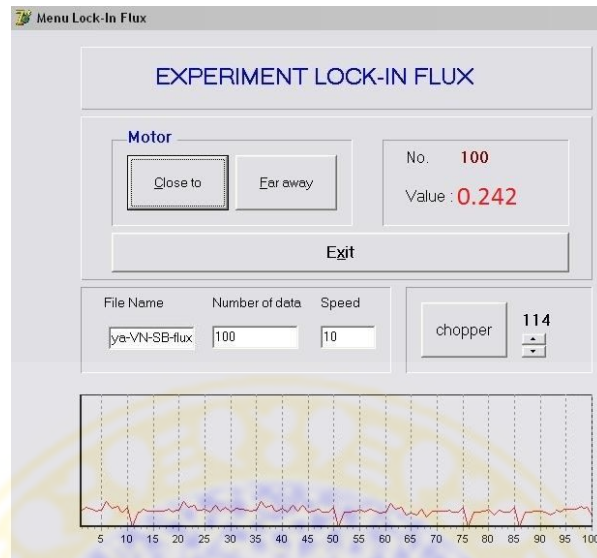 Menu Lock-In Flux
EXPERIMENT LOCK-IN FLUX
Motor
Close to
Far away
No. 100
Value : 0.242
Exit
File Name Number of data Speed
ya-VN-SB-flux 100 10
chopper 114
5 10 15 20 25 30 35 40 45 50 55 60 65 70 75 80 85 90 95 100